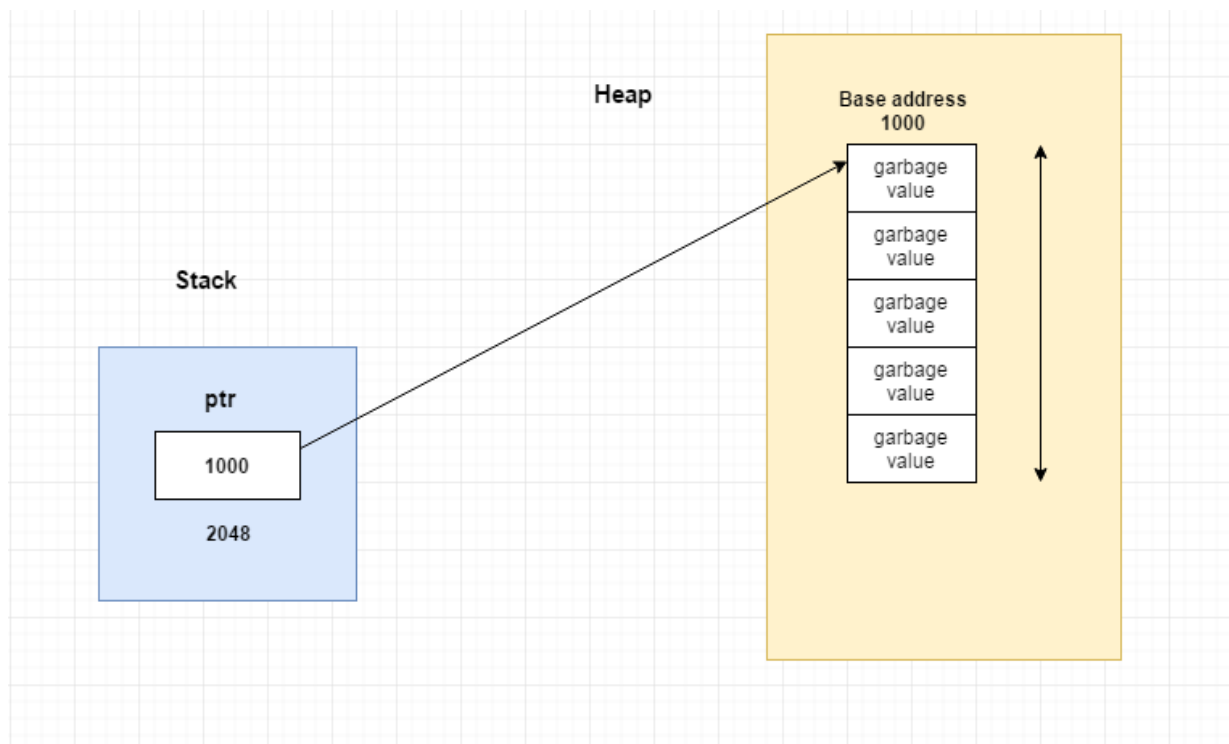 Heap
Base address
1000
garbage
value
garbage
value
garbage
value
garbage
value
garbage
value
Stack
ptr
1000
2048